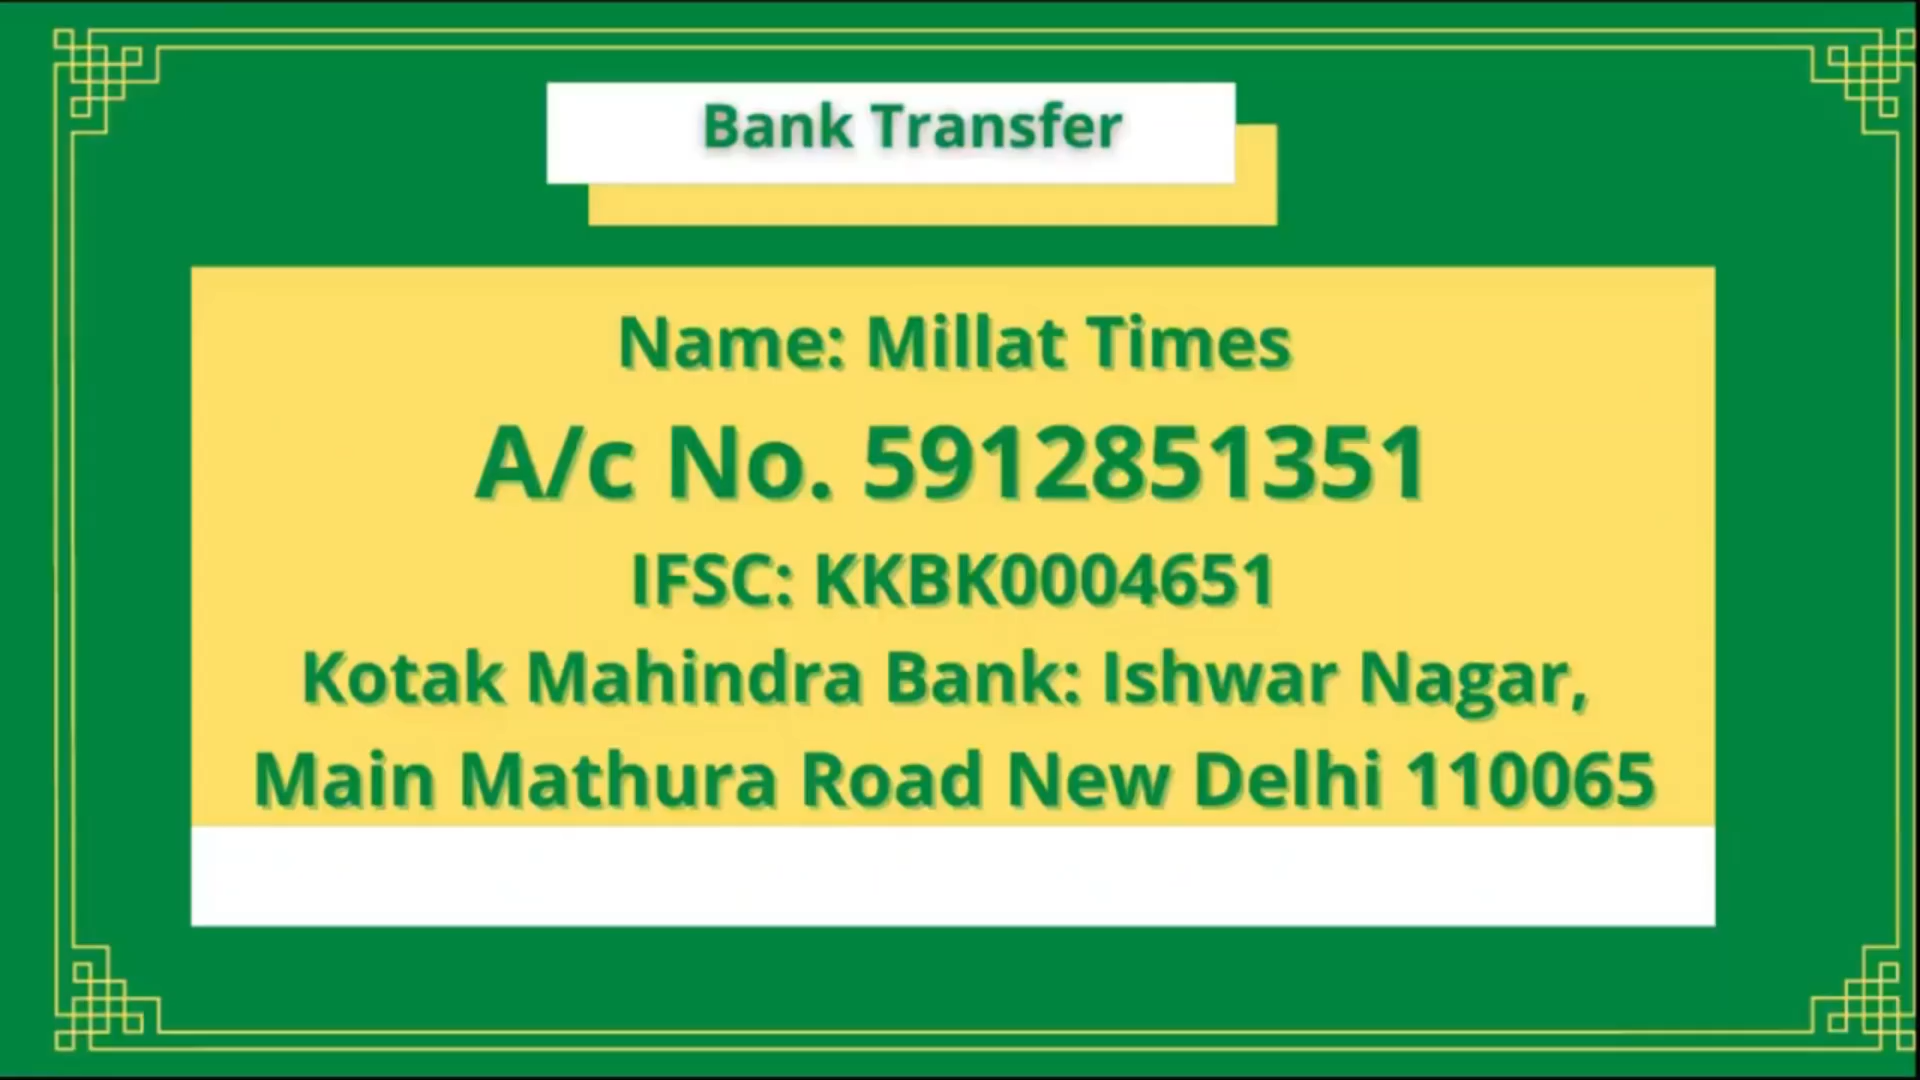 Bank Transfer
Name: Millat Times
A/c No. 5912851351
IFSC: KKBK0004651
Kotak Mahindra Bank: Ishwar Nagar,
Main Mathura Road New Delhi 110065